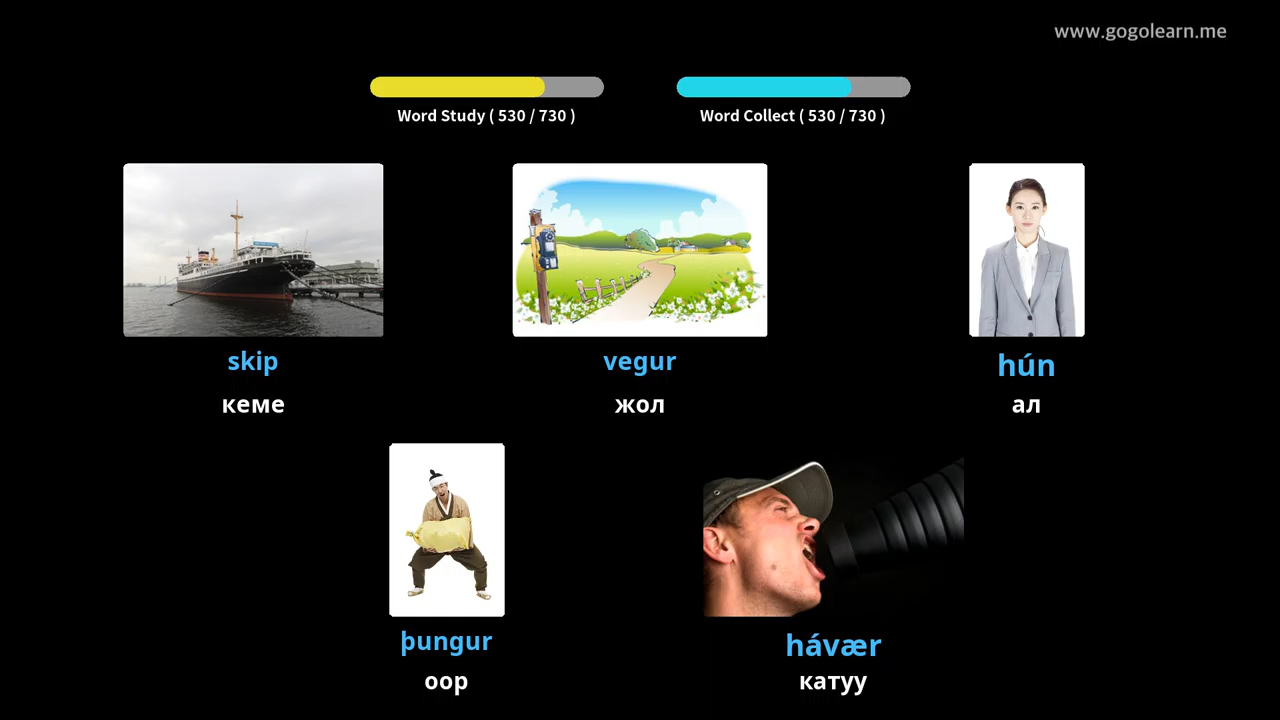 www.gogolearn.me
Word Study ( 530 / 730 )
Word Collect ( 530 / 730 )
skip
vegur
hún
кеме
жол
ал
þungur
hávær
оор
катуу